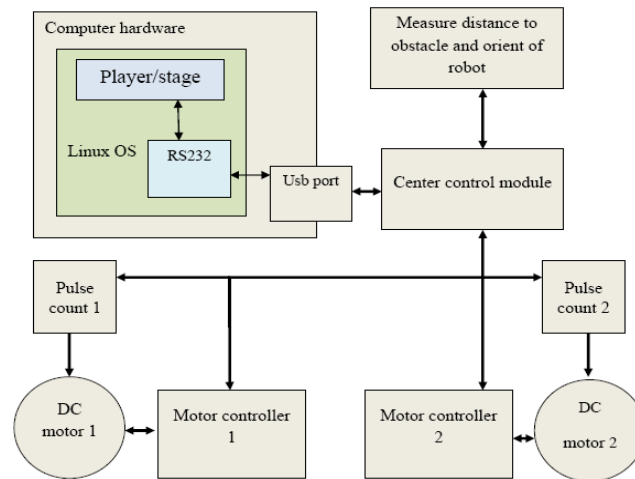 Computer hardware
Player/stage
Linux OS
RS232
Usb port
Measure distance to
obstacle and orient of
robot
Center control module
Pulse
count 1
Pulse
count 2
DC
motor 1
Motor controller
1
Motor controller
2
DC
motor 2